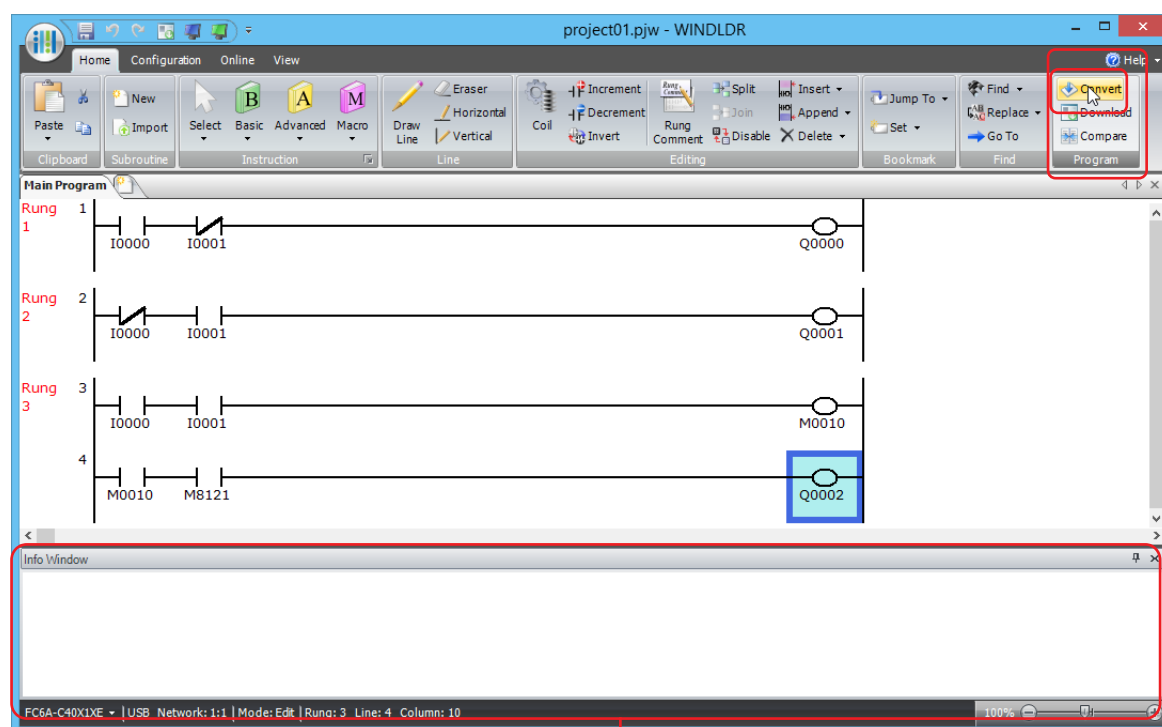 project01.pjw - WINDLDR
Home Configuration Online View Help
Paste New Import Select Basic Advanced Macro Draw Line Eraser Horizontal Vertical Coil Increment Decrement Invert Rung Comment Split Join Disable Insert Append Delete Jump To Set Find Replace Go To Convert Download Compare
B A M
Clipboard Subroutine Instruction Line Editing Bookmark Find Program
Main Program
Rung 1
1
I0000 I0001 Q0000
Rung 2
2
I0000 I0001 Q0001
Rung 3
3
I0000 I0001 M0010
4
M0010 M8121 Q0002
Info Window
FC6A-C40X1XE USB Network: 1:1 | Mode: Edit | Rung: 3 Line: 4 Column: 10 100%